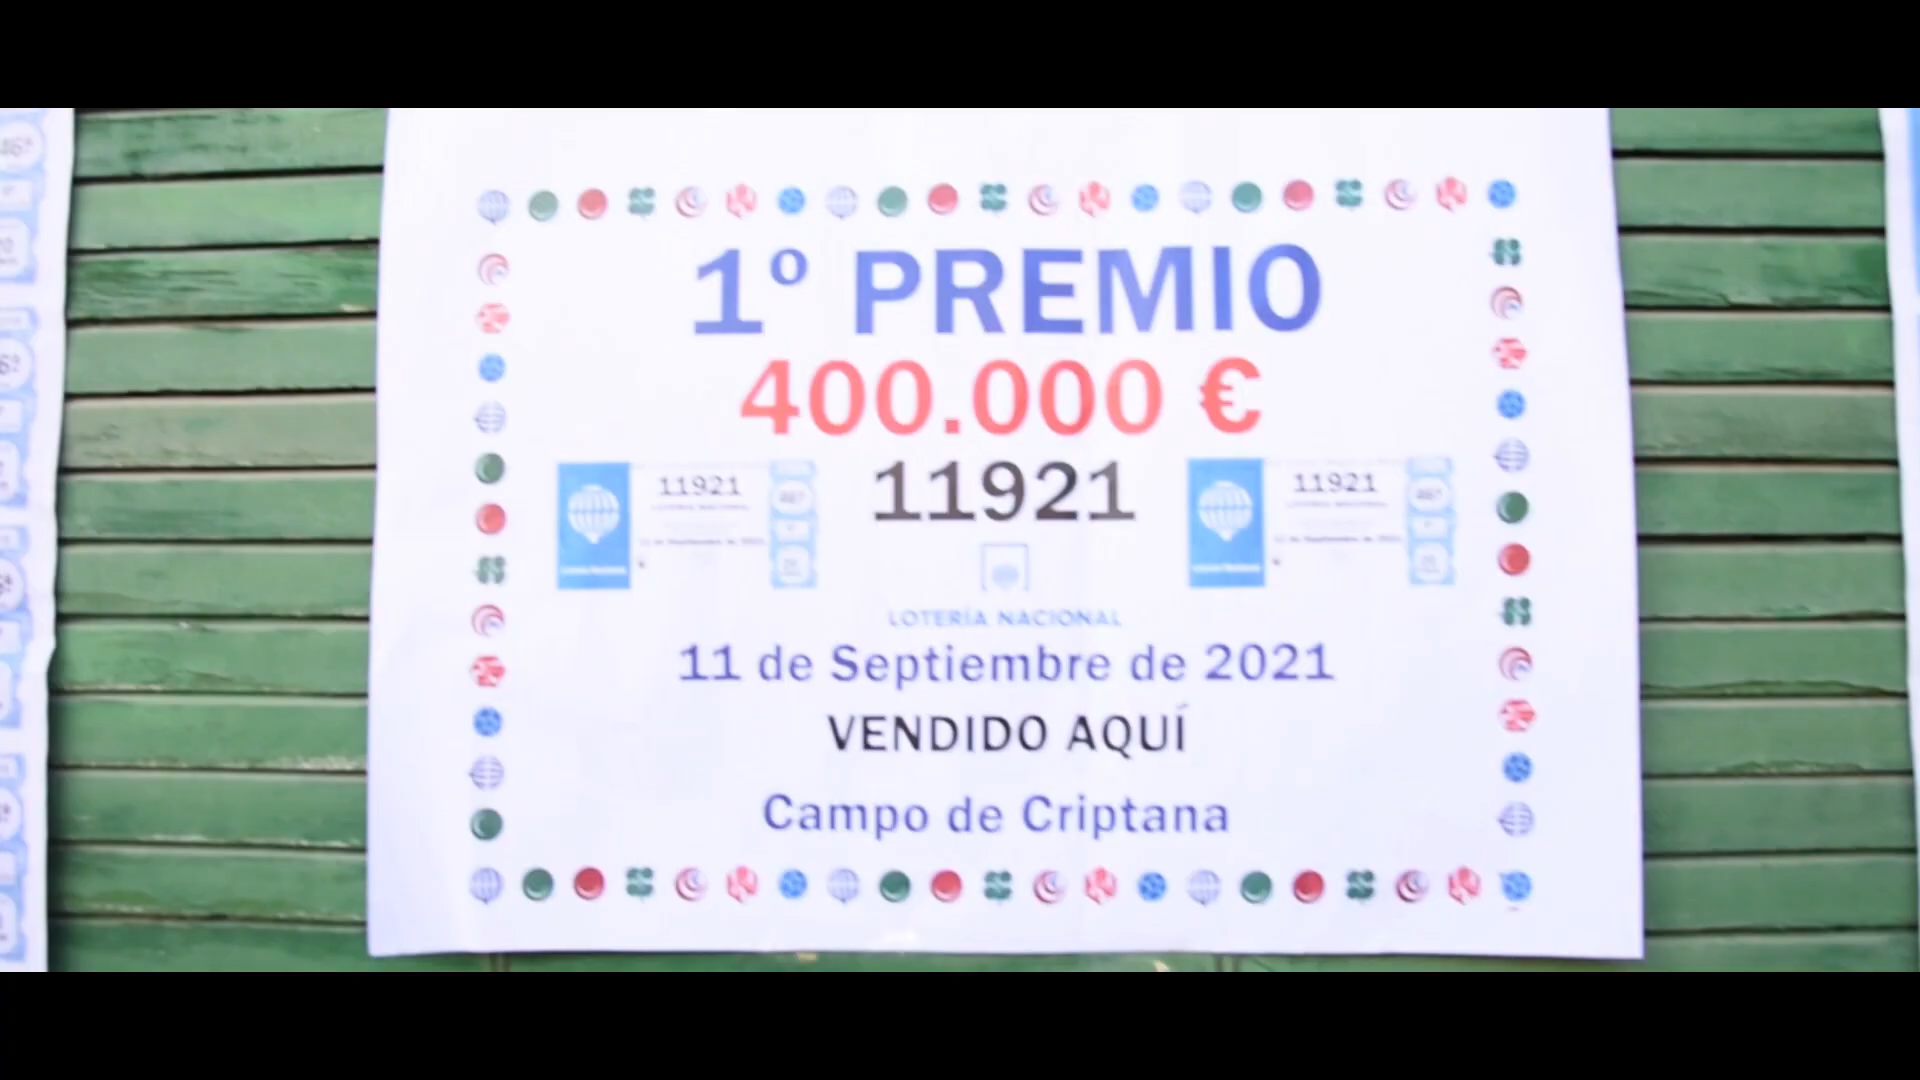 1º PREMIO
400.000 €
11921
11921
11921
LOTERÍA NACIONAL
11 de Septiembre de 2021
VENDIDO AQUÍ
Campo de Criptana